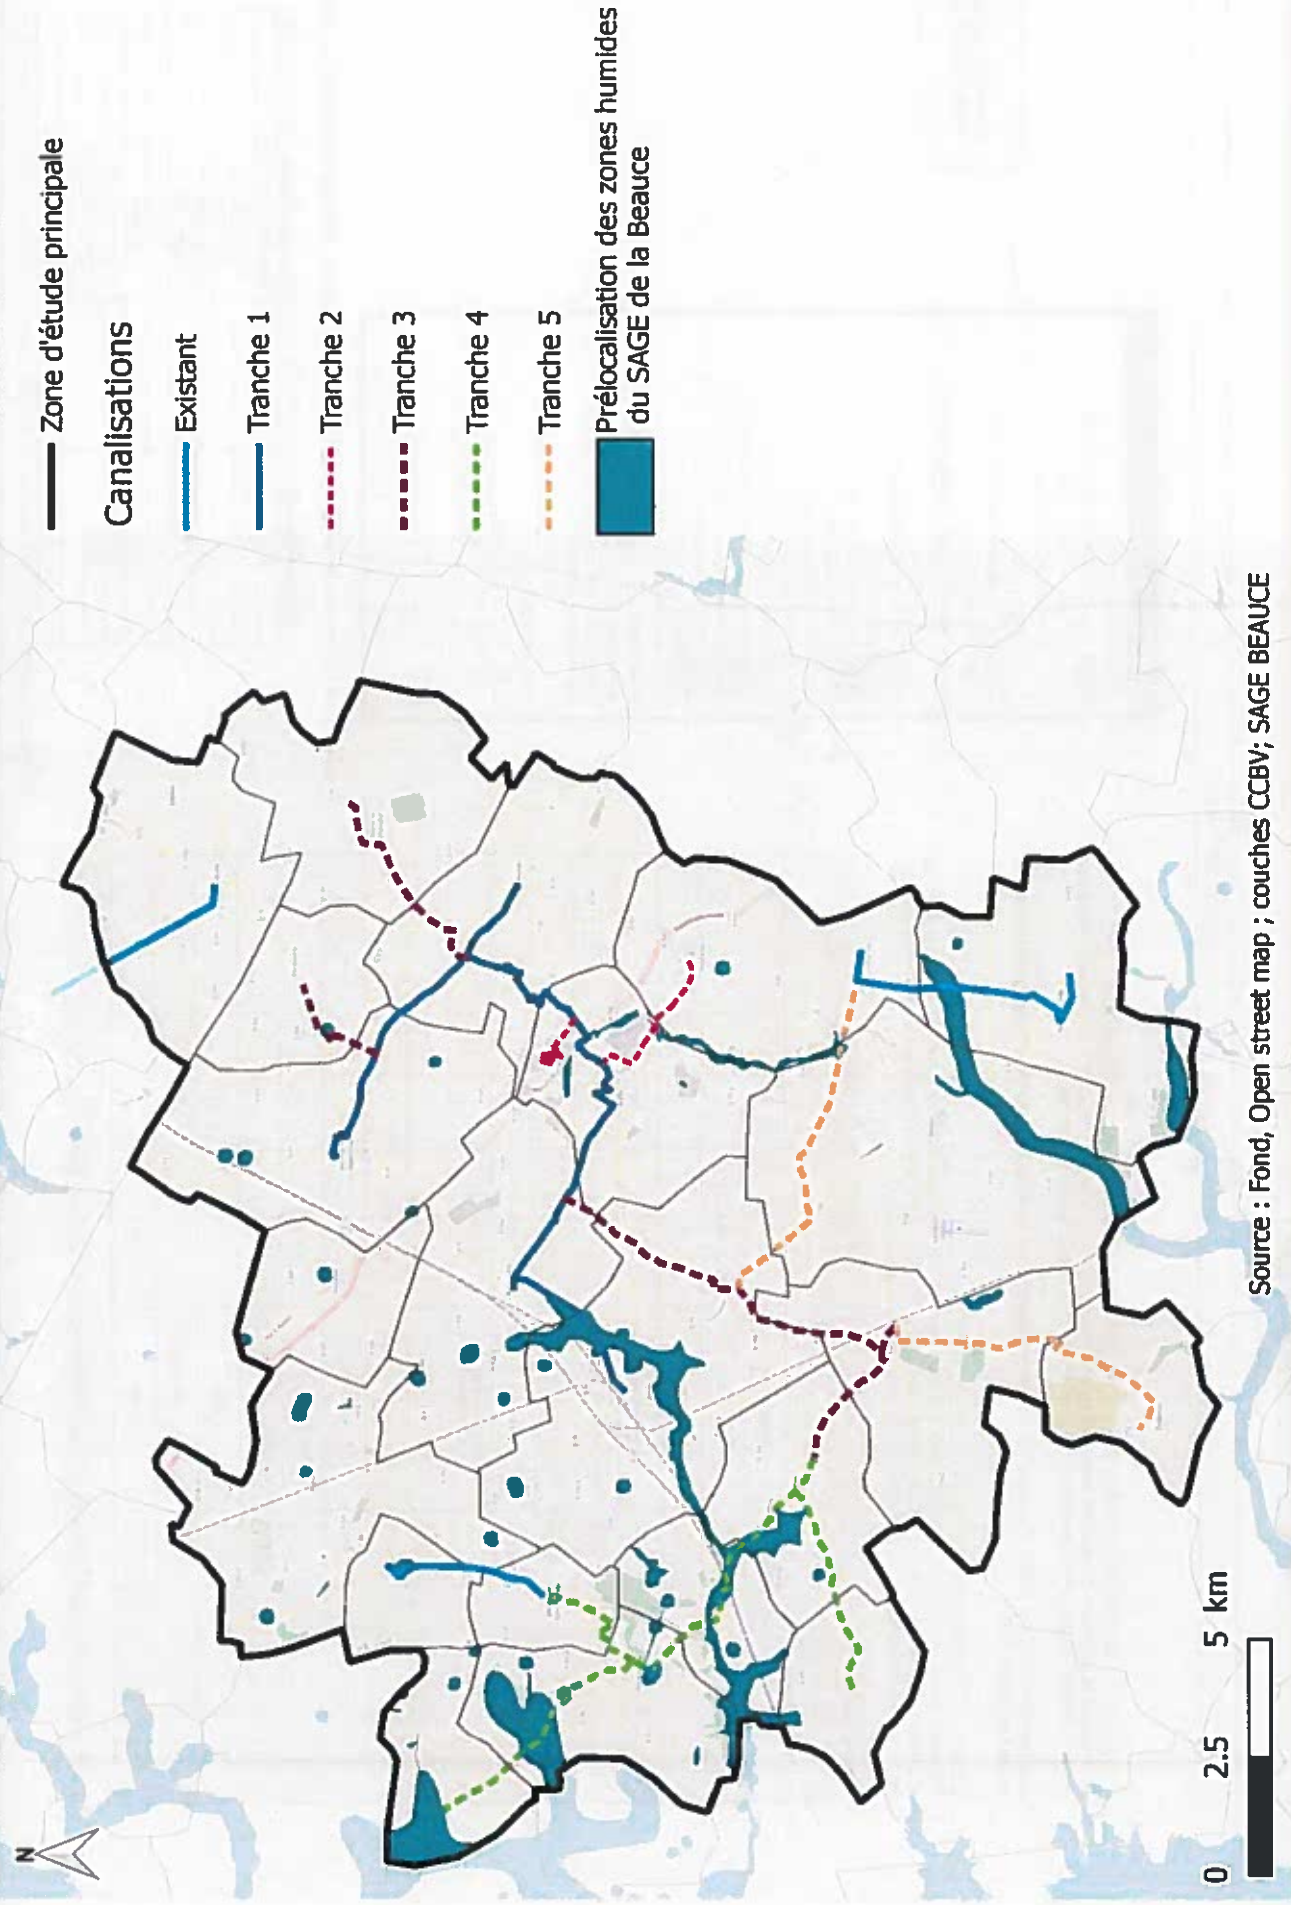 N
Zone d'étude principale
Canalisations
Existant
Tranche 1
Tranche 2
Tranche 3
Tranche 4
Tranche 5
Prélocalisation des zones humides
du SAGE de la Beauce
0 2.5 5 km
Source : Fond, Open street map ; couches CCBV; SAGE BEAUCE